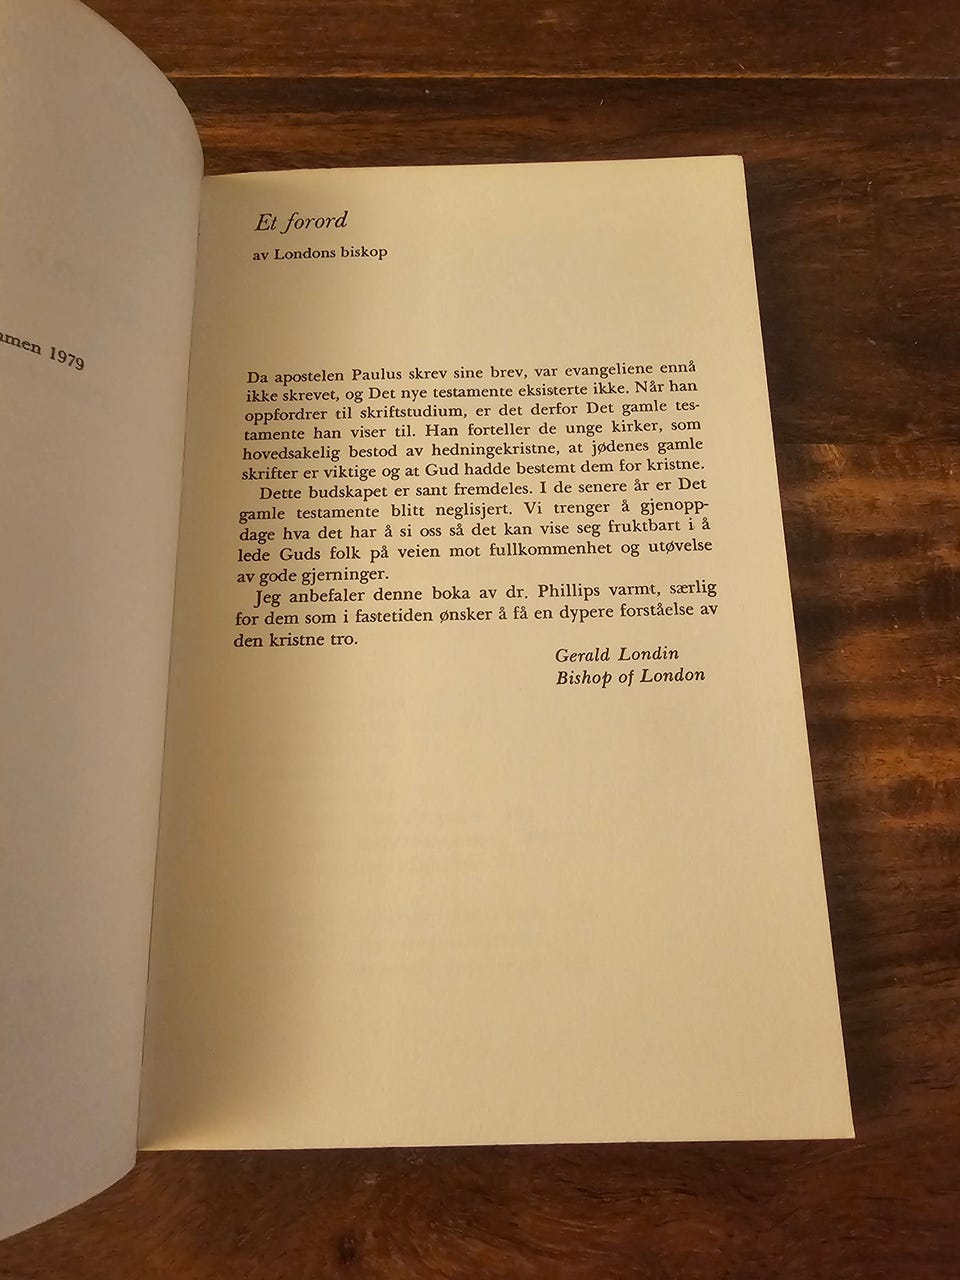 1979
Et forord
av Londons biskop
Da apostelen Paulus skrev sine brev, var evangeliene ennå
ikke skrevet, og Det nye testamente eksisterte ikke. Når han
oppfordrer til skriftstudium, er det derfor Det gamle tes-
tamente han viser til. Han forteller de unge kirker, som
hovedsakelig bestod av hedningekristne, at jødenes gamle
skrifter er viktige og at Gud hadde bestemt dem for kristne.
Dette budskapet er sant fremdeles. I de senere år er Det
gamle testamente blitt neglisjert. Vi trenger å gjenopp-
dage hva det har å si oss så det kan vise seg fruktbart i å
lede Guds folk på veien mot fullkommenhet og utøvelse
av gode gjerninger.
Jeg anbefaler denne boka av dr. Phillips varmt, særlig
for dem som i fastetiden ønsker å få en dypere forståelse av
den kristne tro.
Gerald Londin
Bishop of London